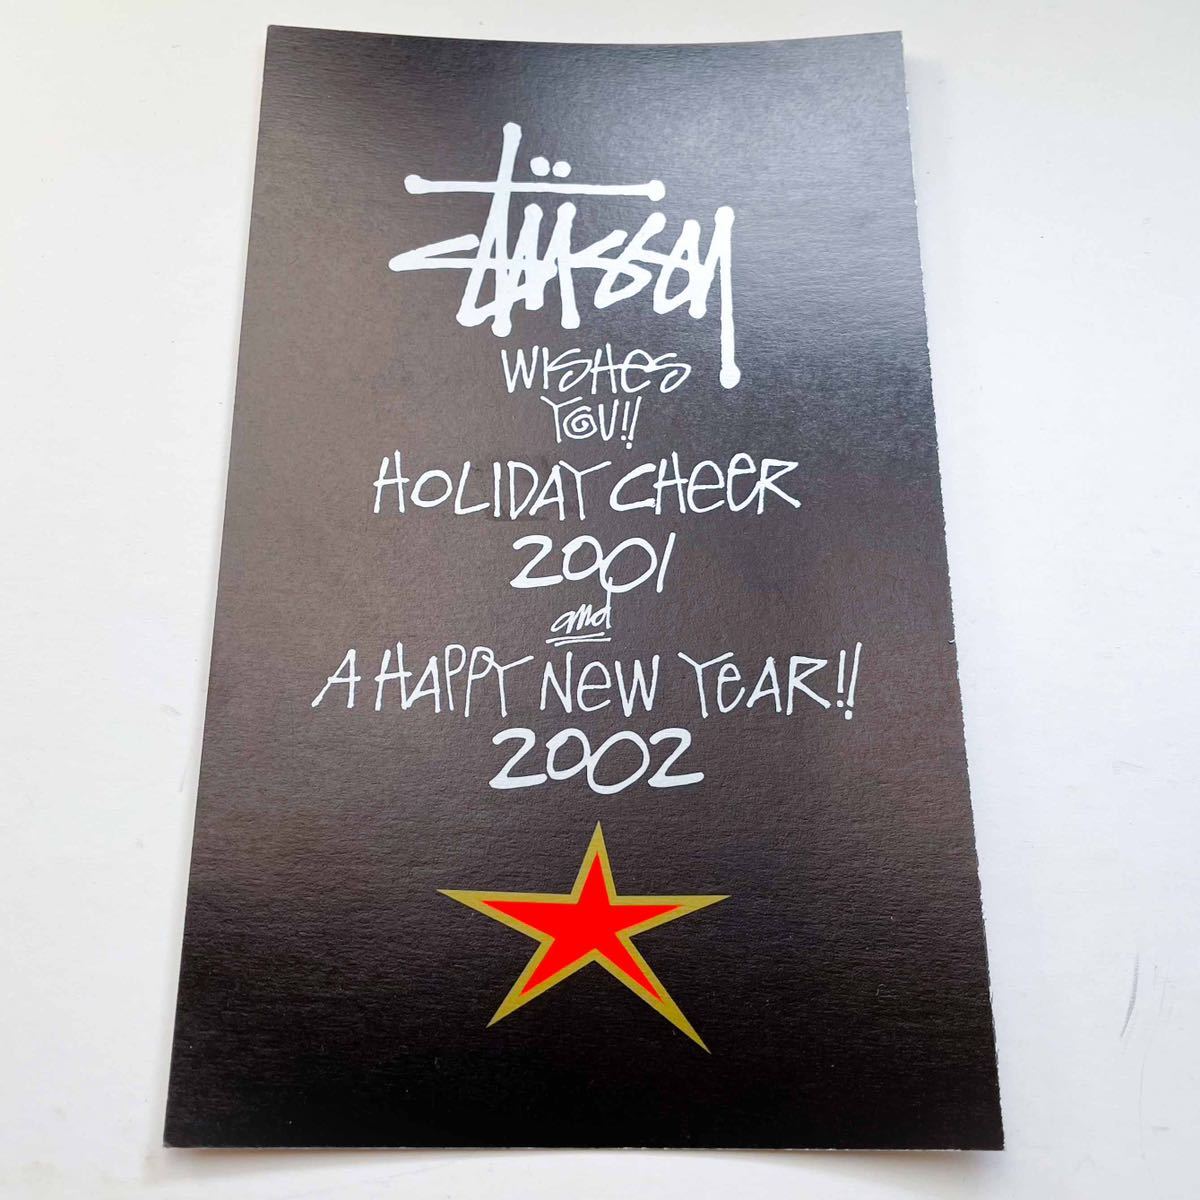 Stüssy
WISHes
YOU!!
HOLIDAY CHeeR
2001
and
A HAPPY NeW YeAR!!
2002